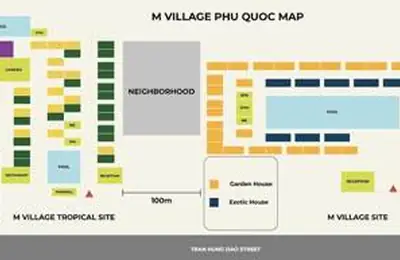 M VILLAGE PHU QUOC MAP
NEIGHBORHOOD
POOL
POOL
RECEPTION
RECEPTION
100m
Garden House
Exotic House
M VILLAGE TROPICAL SITE
M VILLAGE SITE
TRAN HUNG DAO STREET